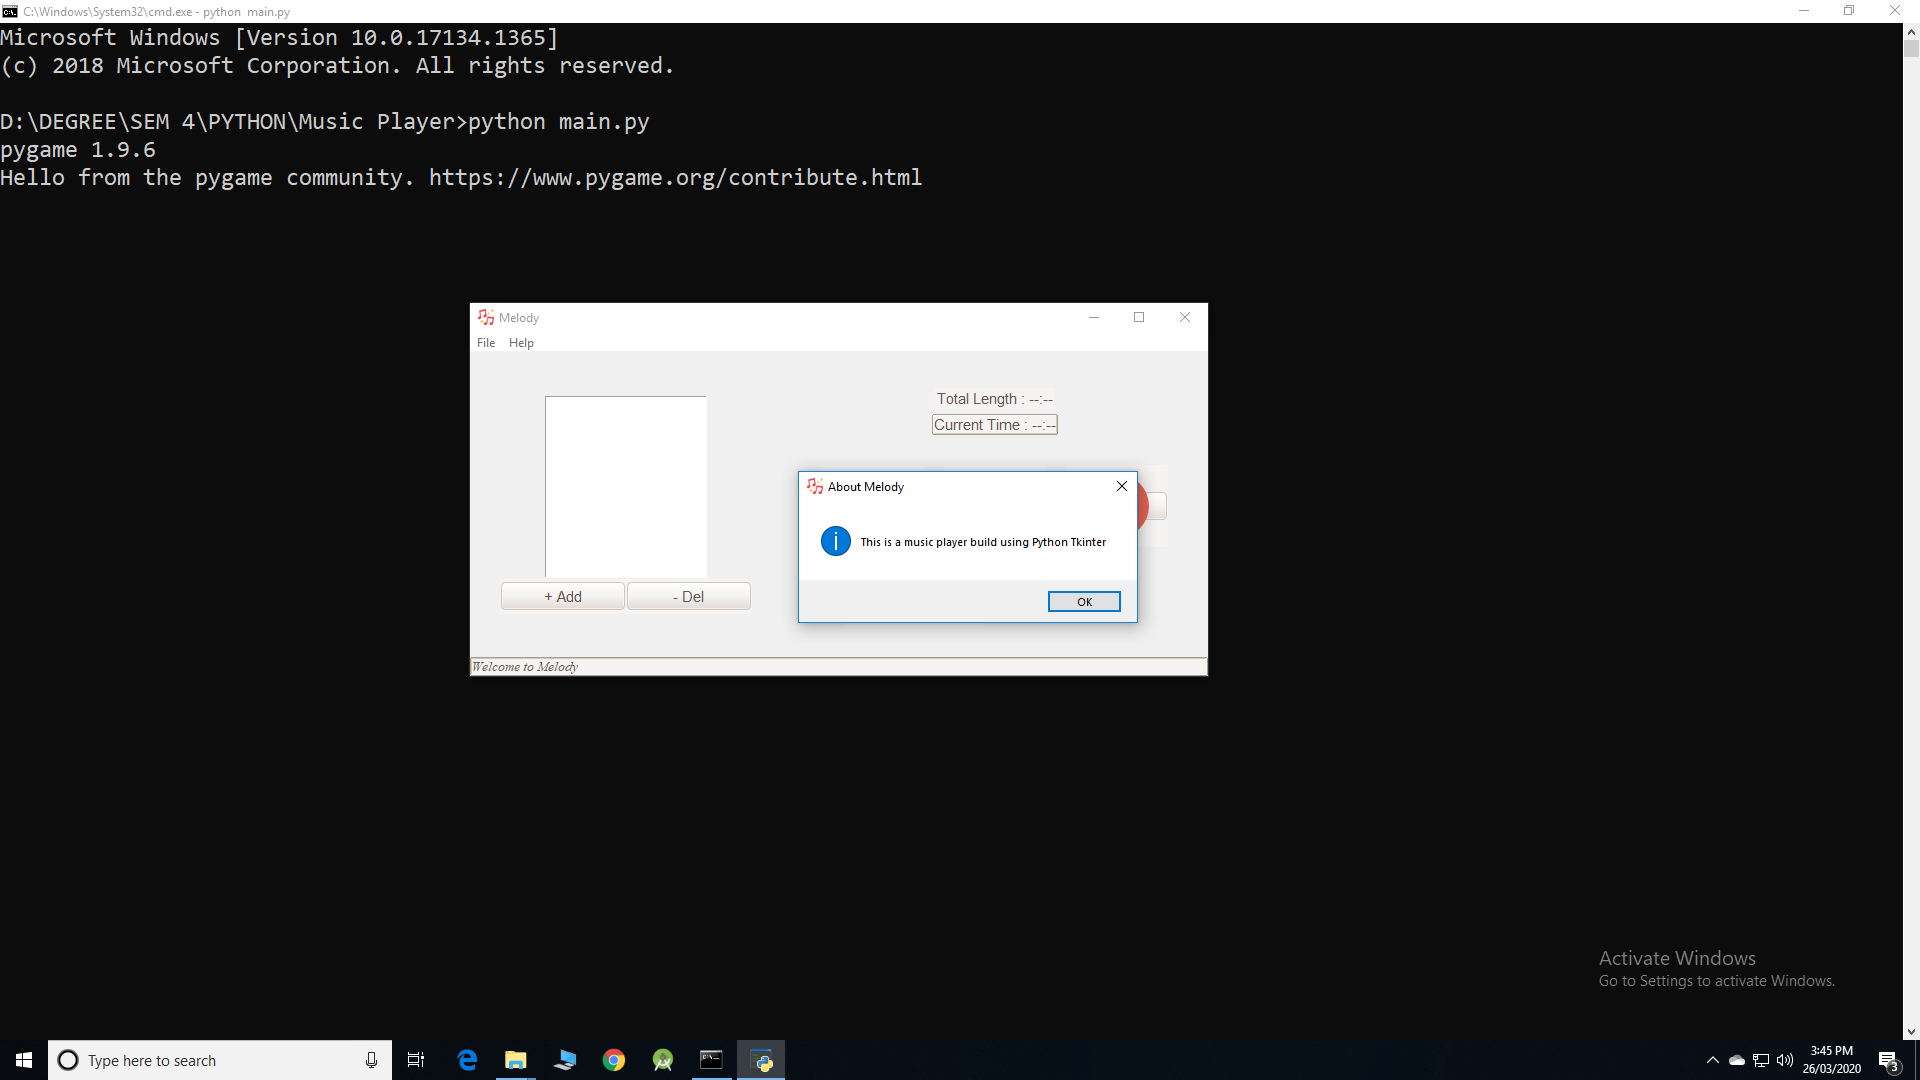 C:\Windows\System32\cmd.exe - python  main.py
Microsoft Windows [Version 10.0.17134.1365]
(c) 2018 Microsoft Corporation. All rights reserved.
D:\DEGREE\SEM 4\PYTHON\Music Player>python main.py
pygame 1.9.6
Hello from the pygame community. https://www.pygame.org/contribute.html
Melody
File Help
Total Length : --:--
Current Time : --:--
About Melody
This is a music player build using Python Tkinter
OK
+ Add
- Del
Welcome to Melody
Activate Windows
Go to Settings to activate Windows.
Type here to search
3:45 PM
26/03/2020
3